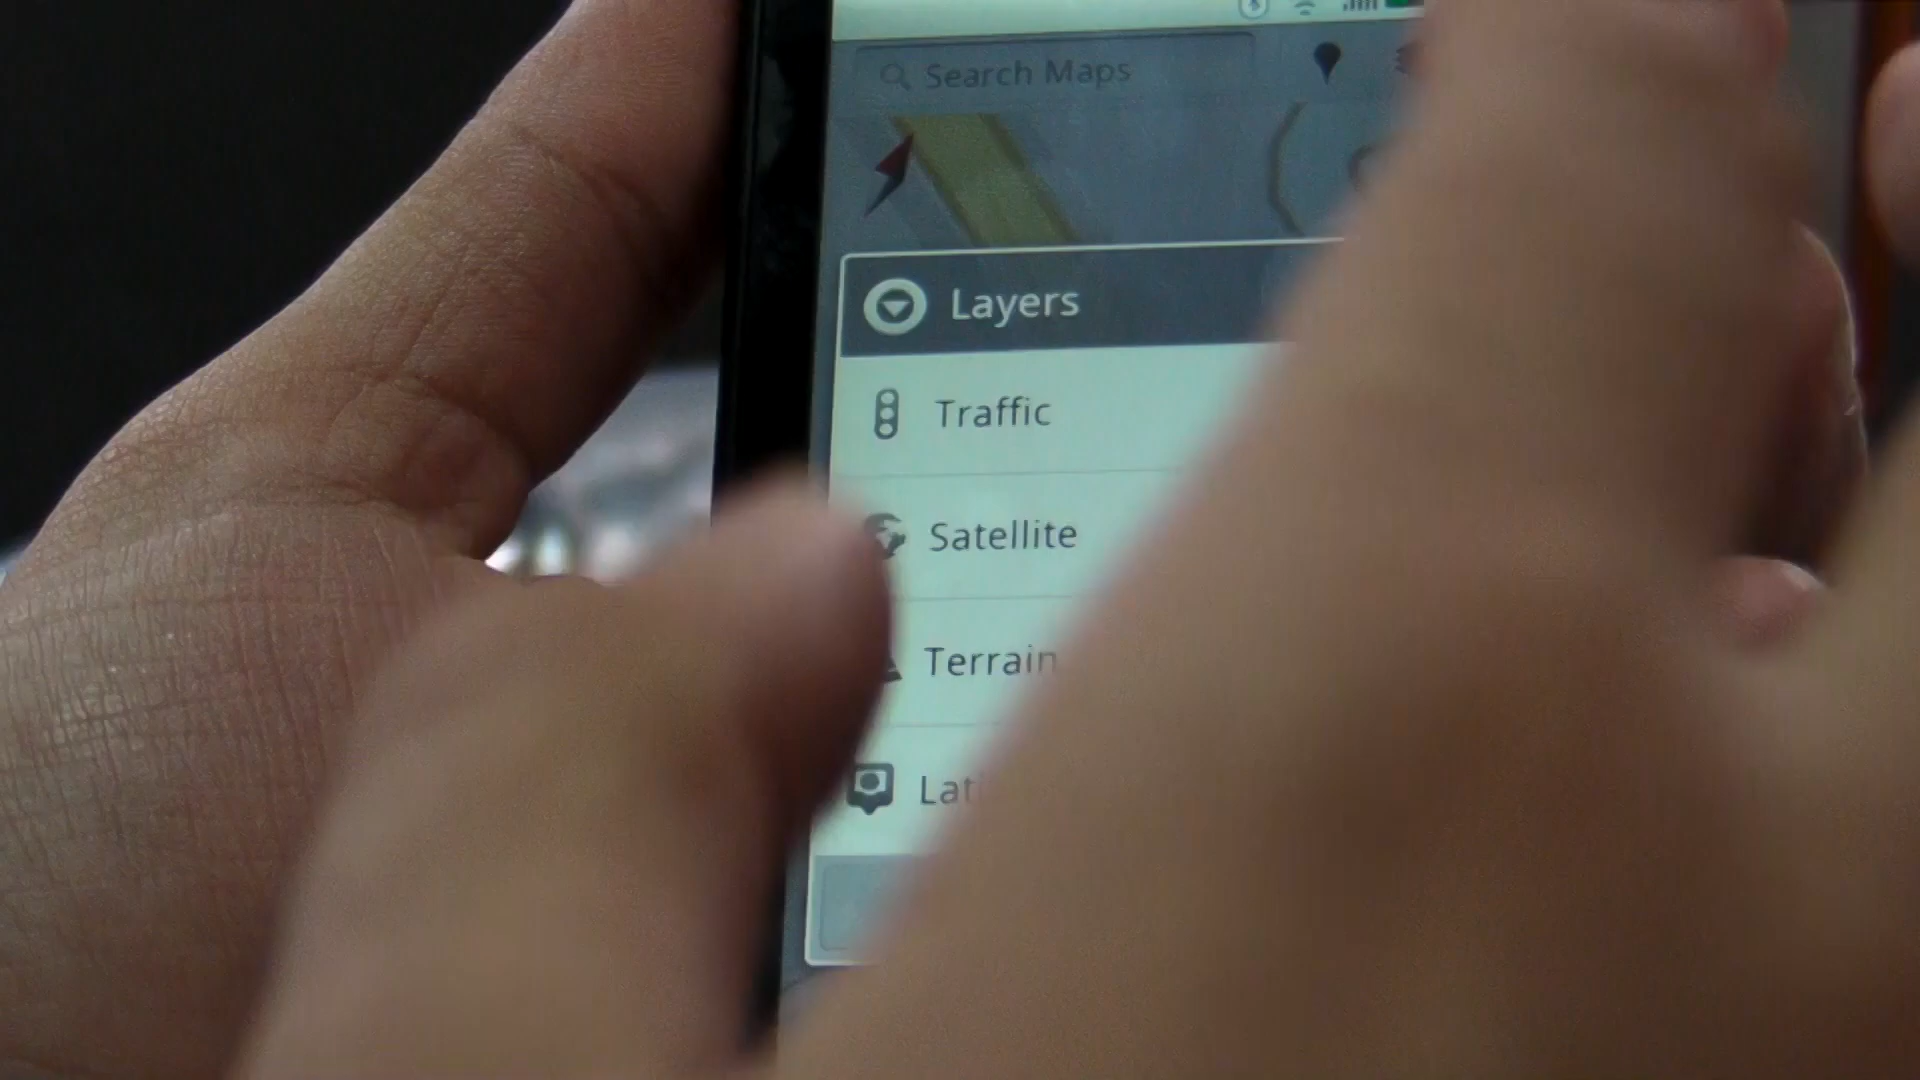 Search Maps
Layers
Traffic
Satellite
Terrain